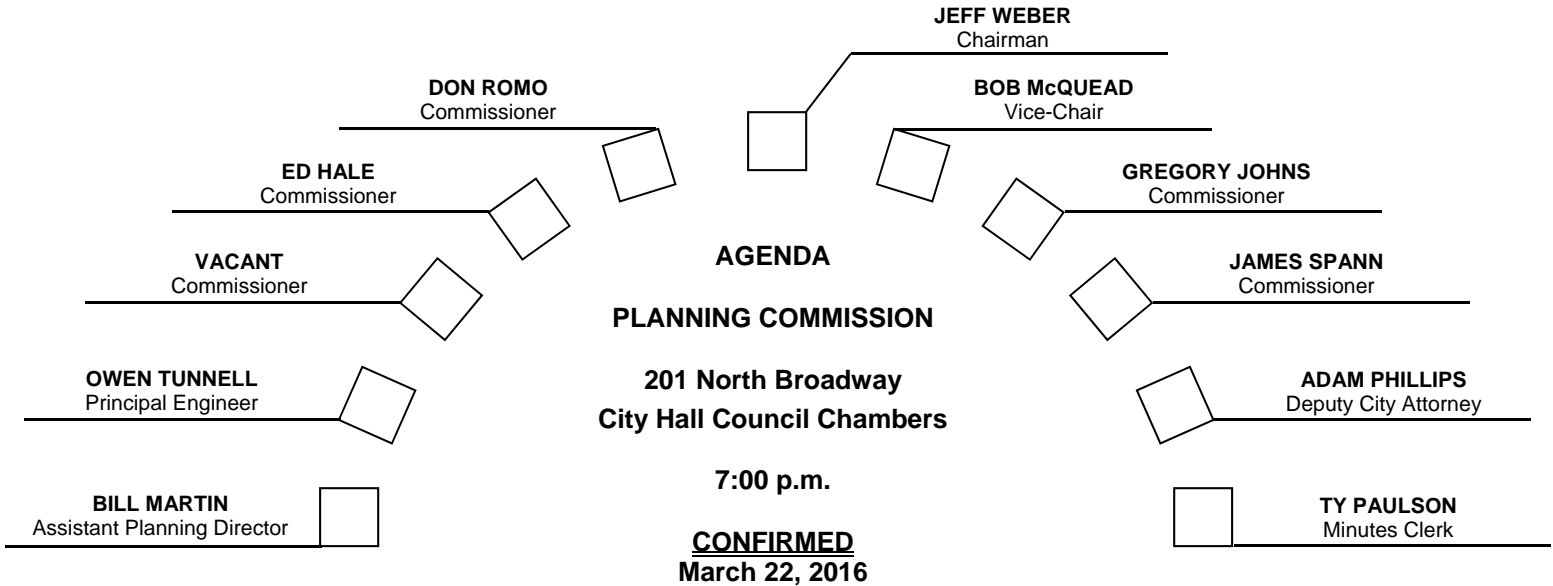 JEFF WEBER
Chairman
DON ROMO
Commissioner
BOB McQUEAD
Vice-Chair
ED HALE
Commissioner
GREGORY JOHNS
Commissioner
VACANT
Commissioner
AGENDA
JAMES SPANN
Commissioner
PLANNING COMMISSION
OWEN TUNNELL
Principal Engineer
201 North Broadway
City Hall Council Chambers
ADAM PHILLIPS
Deputy City Attorney
7:00 p.m.
BILL MARTIN
Assistant Planning Director
TY PAULSON
Minutes Clerk
CONFIRMED
March 22, 2016